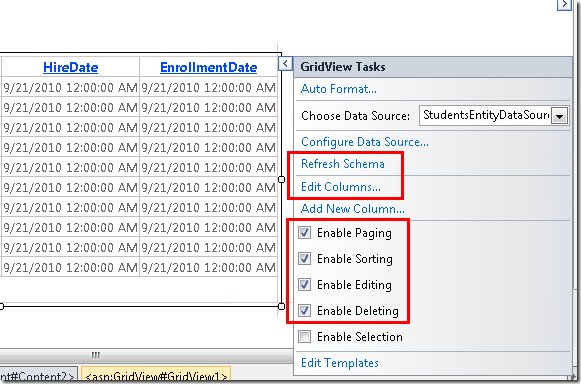 HireDate EnrollmentDate
9/21/2010 12:00:00 AM 9/21/2010 12:00:00 AM
9/21/2010 12:00:00 AM 9/21/2010 12:00:00 AM
9/21/2010 12:00:00 AM 9/21/2010 12:00:00 AM
9/21/2010 12:00:00 AM 9/21/2010 12:00:00 AM
9/21/2010 12:00:00 AM 9/21/2010 12:00:00 AM
9/21/2010 12:00:00 AM 9/21/2010 12:00:00 AM
9/21/2010 12:00:00 AM 9/21/2010 12:00:00 AM
9/21/2010 12:00:00 AM 9/21/2010 12:00:00 AM
9/21/2010 12:00:00 AM 9/21/2010 12:00:00 AM
9/21/2010 12:00:00 AM 9/21/2010 12:00:00 AM
GridView Tasks
Auto Format...
Choose Data Source: StudentsEntityDataSour
Configure Data Source...
Refresh Schema
Edit Columns...
Add New Column...
Enable Paging
Enable Sorting
Enable Editing
Enable Deleting
Enable Selection
Edit Templates
nt#Content2> <asp:GridView#GridView1>